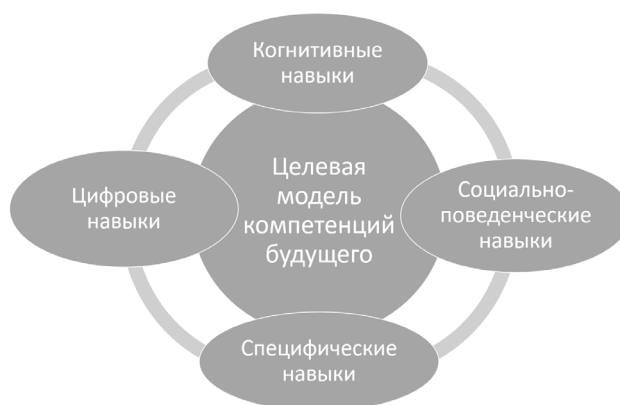 Когнитивные
навыки
Целевая
модель
компетенций
будущего
Цифровые
навыки
Социально-
поведенческие
навыки
Специфические
навыки